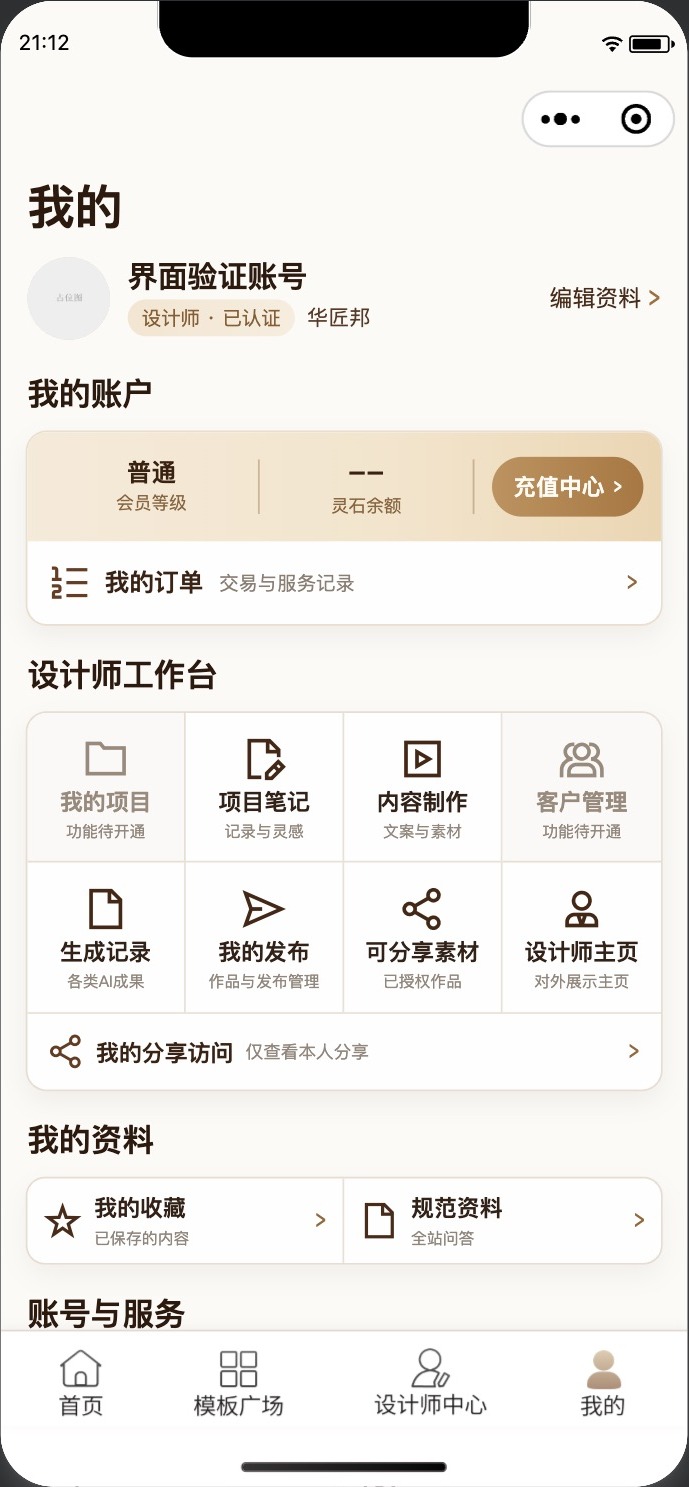 21:12
我的
占位图
界面验证账号
设计师 · 已认证 华匠邦
编辑资料 >
我的账户
普通
会员等级
--
灵石余额
充值中心 >
我的订单 交易与服务记录 >
设计师工作台
我的项目
功能待开通
项目笔记
记录与灵感
内容制作
文案与素材
客户管理
功能待开通
生成记录
各类AI成果
我的发布
作品与发布管理
可分享素材
已授权作品
设计师主页
对外展示主页
我的分享访问 仅查看本人分享 >
我的资料
我的收藏
已保存的内容 >
规范资料
全站问答 >
账号与服务
首页 模板广场 设计师中心 我的